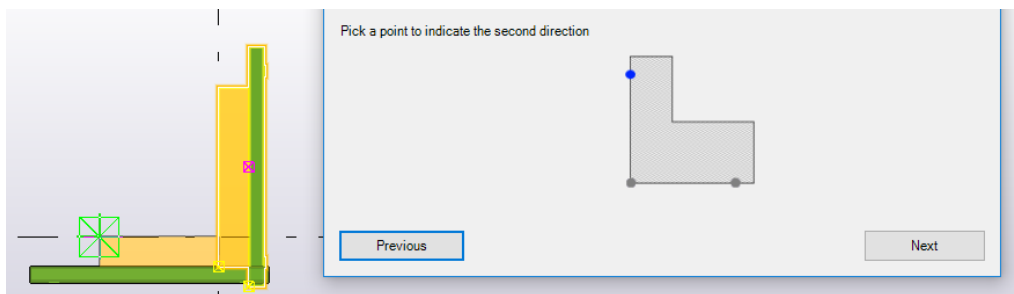 Pick a point to indicate the second direction
Previous
Next